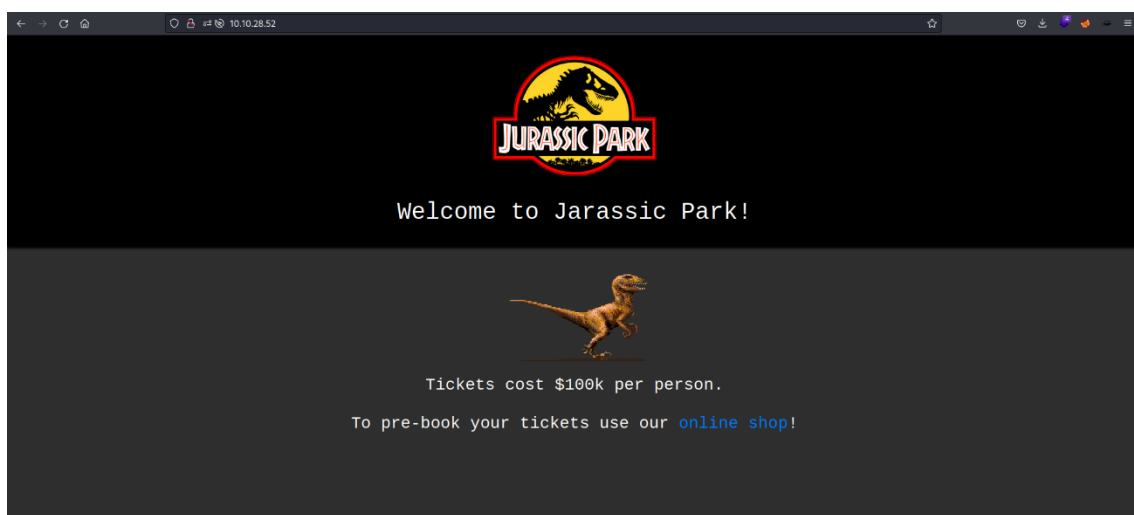 10.10.28.52
JURASSIC PARK
Welcome to Jarassic Park!
Tickets cost $100k per person.
To pre-book your tickets use our online shop!